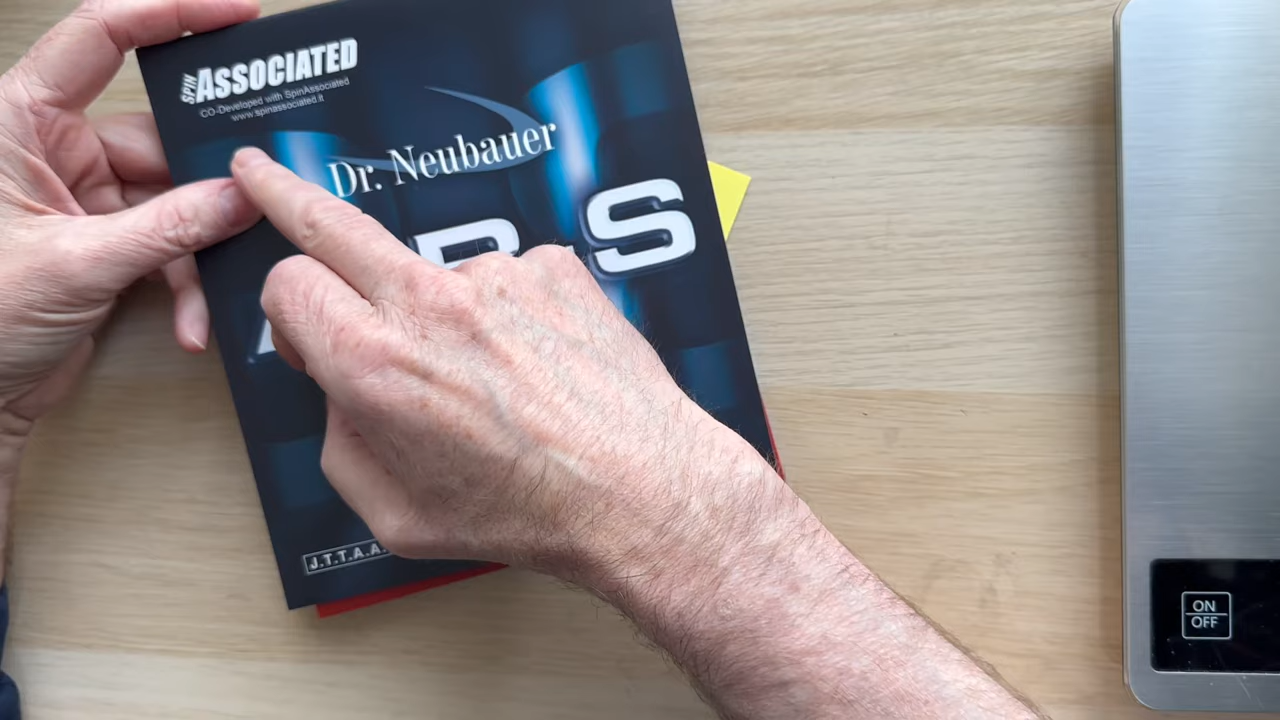 SPIN ASSOCIATED
CO-Developed with SpinAssociated
www.spinassociated.it
Dr. Neubauer
S
J.T.T.A.A.
ON
OFF